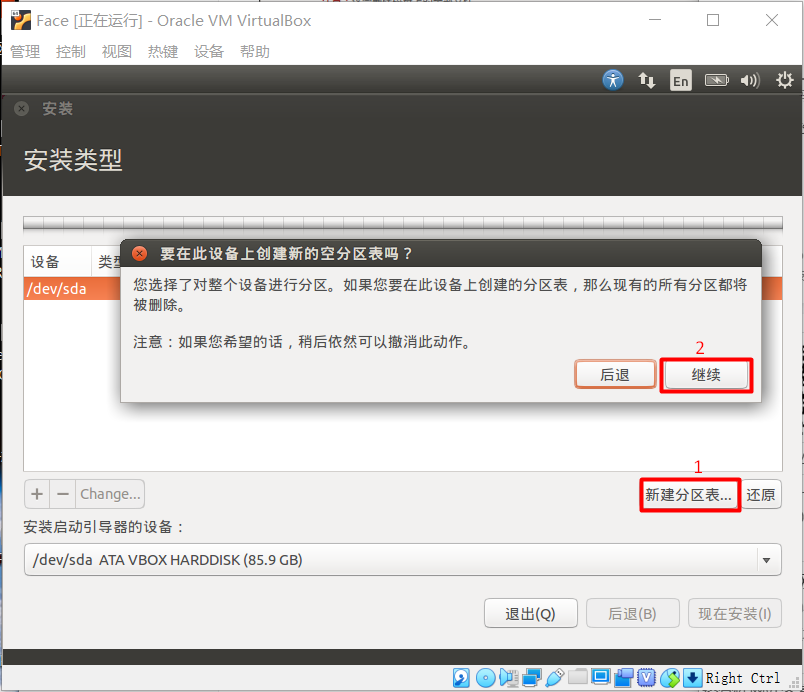 Face [正在运行] - Oracle VM VirtualBox
管理 控制 视图 热键 设备 帮助
En
安装
安装类型
设备 类型
/dev/sda
要在此设备上创建新的空分区表吗？
您选择了对整个设备进行分区。如果您要在此设备上创建的分区表，那么现有的所有分区都将
被删除。
注意：如果您希望的话，稍后依然可以撤消此动作。
2
后退 继续
1
+ − Change... 新建分区表... 还原
安装启动引导器的设备：
/dev/sda ATA VBOX HARDDISK (85.9 GB)
退出(Q) 后退(B) 现在安装(I)
Right Ctrl